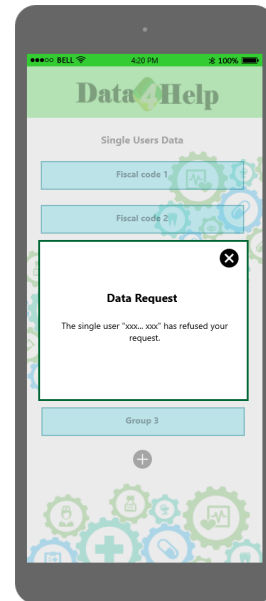 ●●●○○ BELL 4:20 PM 100%
Data4Help
Single Users Data
Fiscal code 1
Fiscal code 2
Data Request
The single user "xxx... xxx" has refused your
request.
Group 3